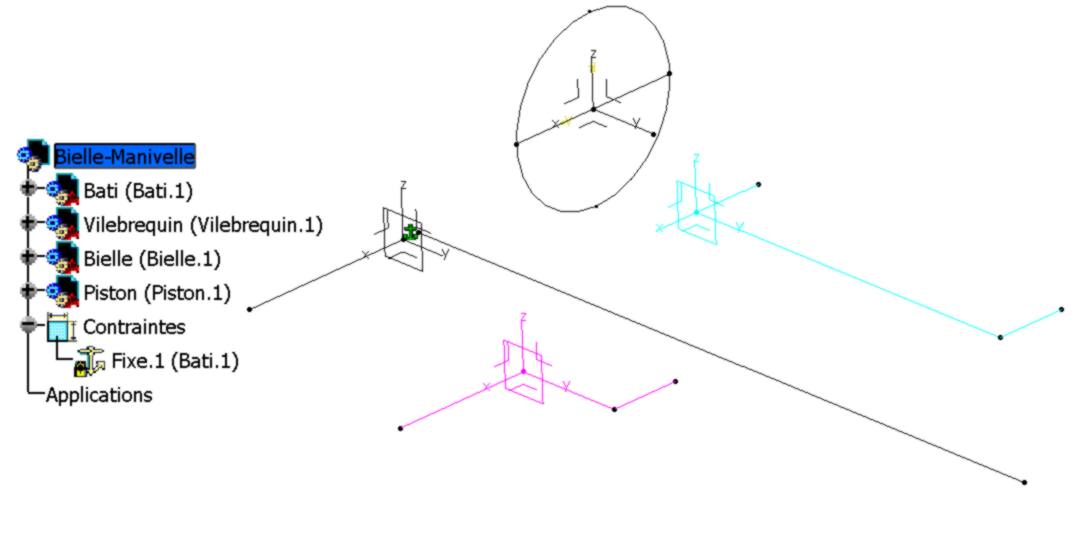 Bielle-Manivelle
Bati (Bati.1)
Vilebrequin (Vilebrequin.1)
Bielle (Bielle.1)
Piston (Piston.1)
Contraintes
Fixe.1 (Bati.1)
Applications
z
x
y
z
x
y
z
x
y
z
x
y